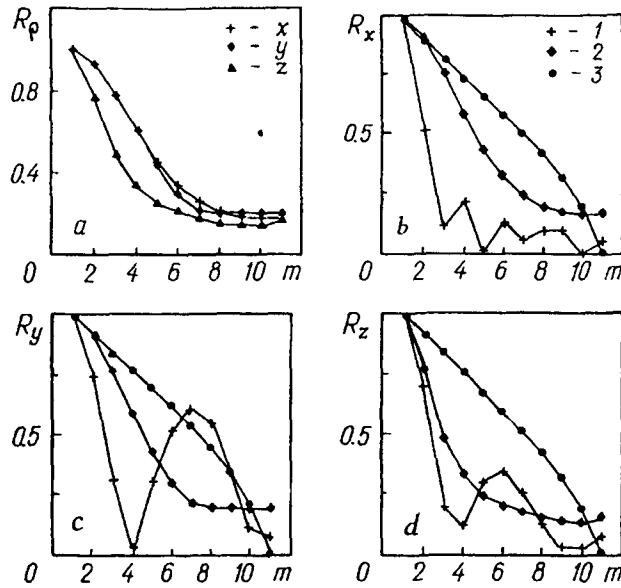 Rρ
+ - x
◆ - y
▲ - z
0.8
0.4
a
0
2 4 6 8 10 m
Rx
+ - 1
◆ - 2
● - 3
0.5
b
0
2 4 6 8 10 m
Ry
0.5
c
0
2 4 6 8 10 m
Rz
0.5
d
0
2 4 6 8 10 m